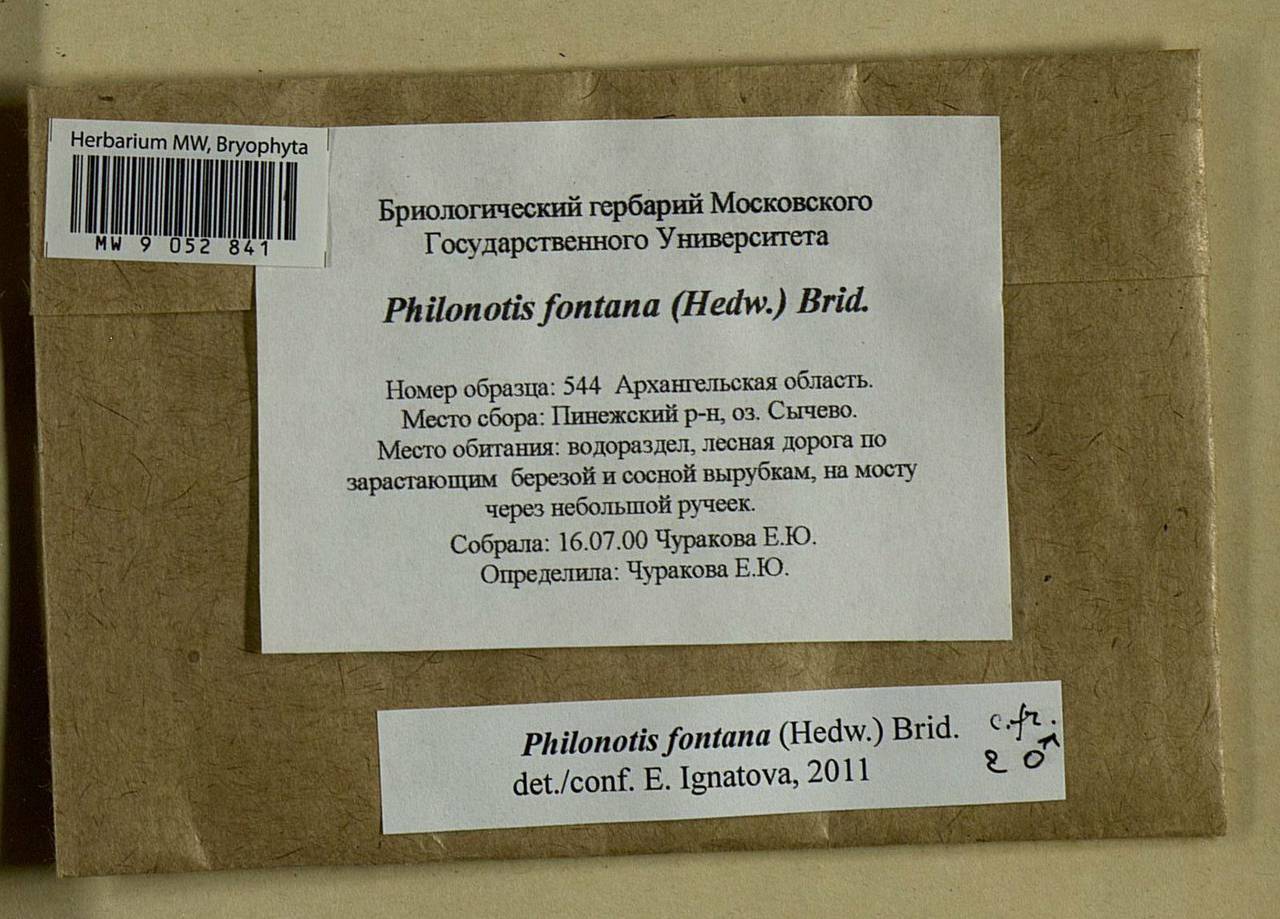 Herbarium MW, Bryophyta
MW 9 052 841
Бриологический гербарий Московского
Государственного Университета
Philonotis fontana (Hedw.) Brid.
Номер образца: 544 Архангельская область.
Место сбора: Пинежский р-н, оз. Сычево.
Место обитания: водораздел, лесная дорога по
зарастающим березой и сосной вырубкам, на мосту
через небольшой ручеек.
Собрала: 16.07.00 Чуракова Е.Ю.
Определила: Чуракова Е.Ю.
Philonotis fontana (Hedw.) Brid. c.fr.
det./conf. E. Ignatova, 2011 ♂